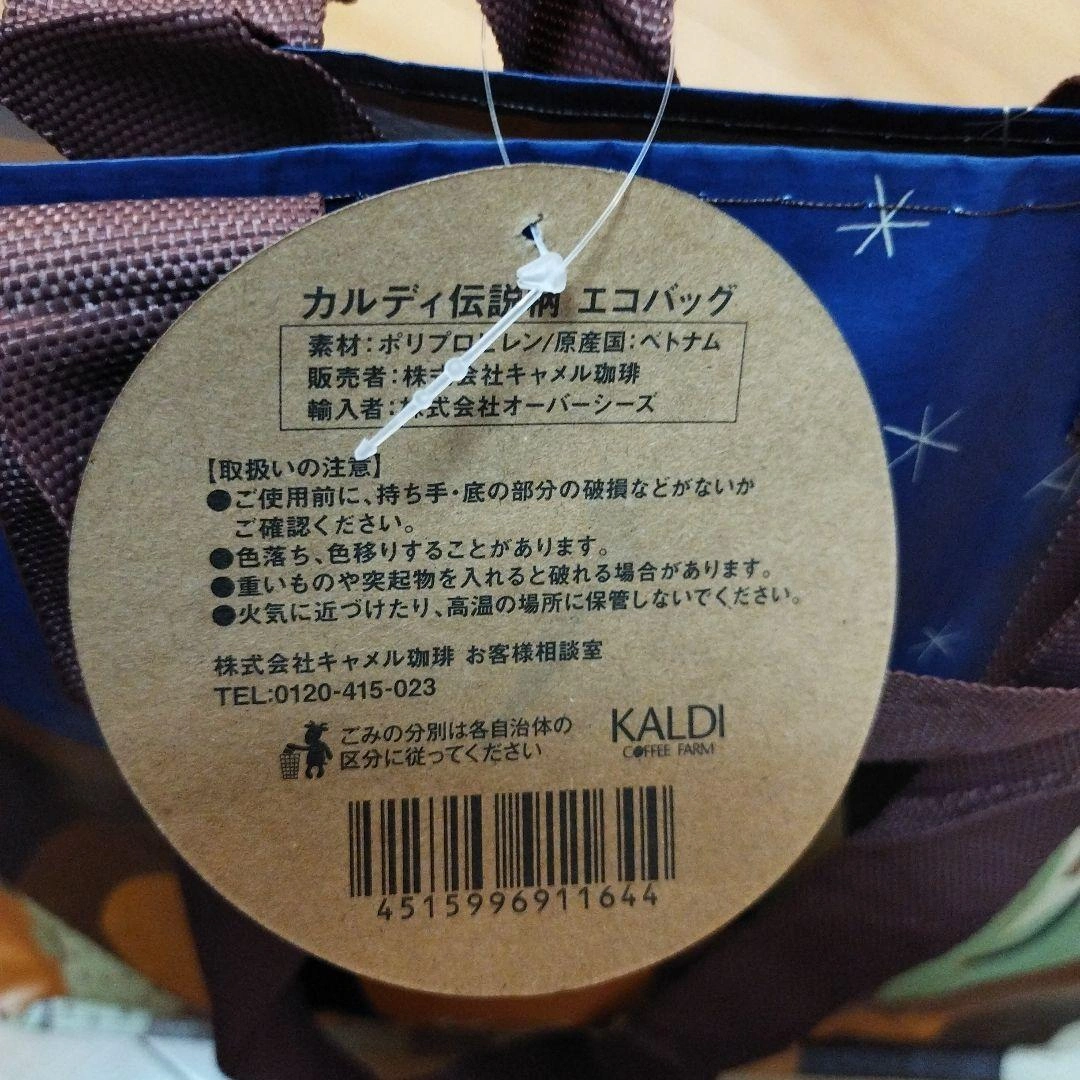 カルディ伝説柄 エコバッグ
素材:ポリプロピレン/原産国:ベトナム
販売者:株式会社キャメル珈琲
輸入者:株式会社オーバーシーズ
【取扱いの注意】
●ご使用前に、持ち手・底の部分の破損などがないか
ご確認ください。
●色落ち、色移りすることがあります。
●重いものや突起物を入れると破れる場合があります。
●火気に近づけたり、高温の場所に保管しないでください。
株式会社キャメル珈琲 お客様相談室
TEL:0120-415-023
ごみの分別は各自治体の
区分に従ってください
KALDI
COFFEE FARM
4515996911644